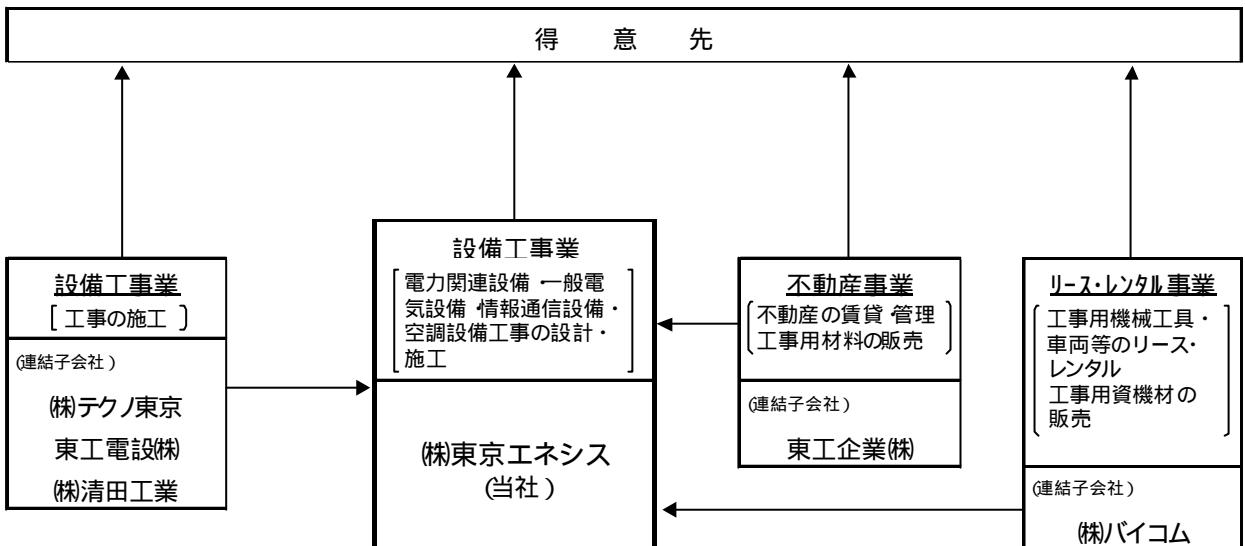 得 意 先
設備工事業
[ 工事の施工 ]
(連結子会社)
㈱テクノ東京
東工電設㈱
㈱清田工業
設備工事業
電力関連設備・一般電
気設備・情報通信設備・
空調設備工事の設計・
施工
㈱東京エネシス
(当社)
不動産事業
不動産の賃貸・管理
工事用材料の販売
(連結子会社)
東工企業㈱
リース・レンタル事業
工事用機械工具・
車両等のリース・
レンタル
工事用資機材の
販売
(連結子会社)
㈱バイコム